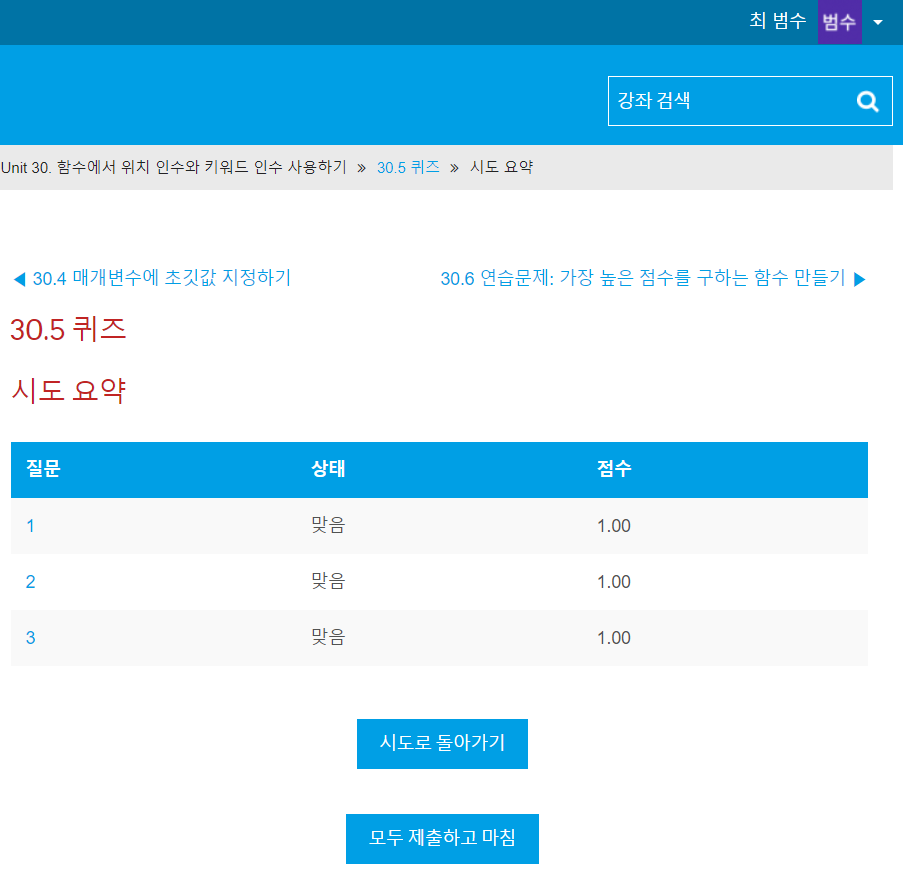 최 범수 범수
강좌 검색
Unit 30. 함수에서 위치 인수와 키워드 인수 사용하기 » 30.5 퀴즈 » 시도 요약
◀ 30.4 매개변수에 초깃값 지정하기 30.6 연습문제: 가장 높은 점수를 구하는 함수 만들기 ▶
30.5 퀴즈
시도 요약
질문 상태 점수
1 맞음 1.00
2 맞음 1.00
3 맞음 1.00
시도로 돌아가기
모두 제출하고 마침